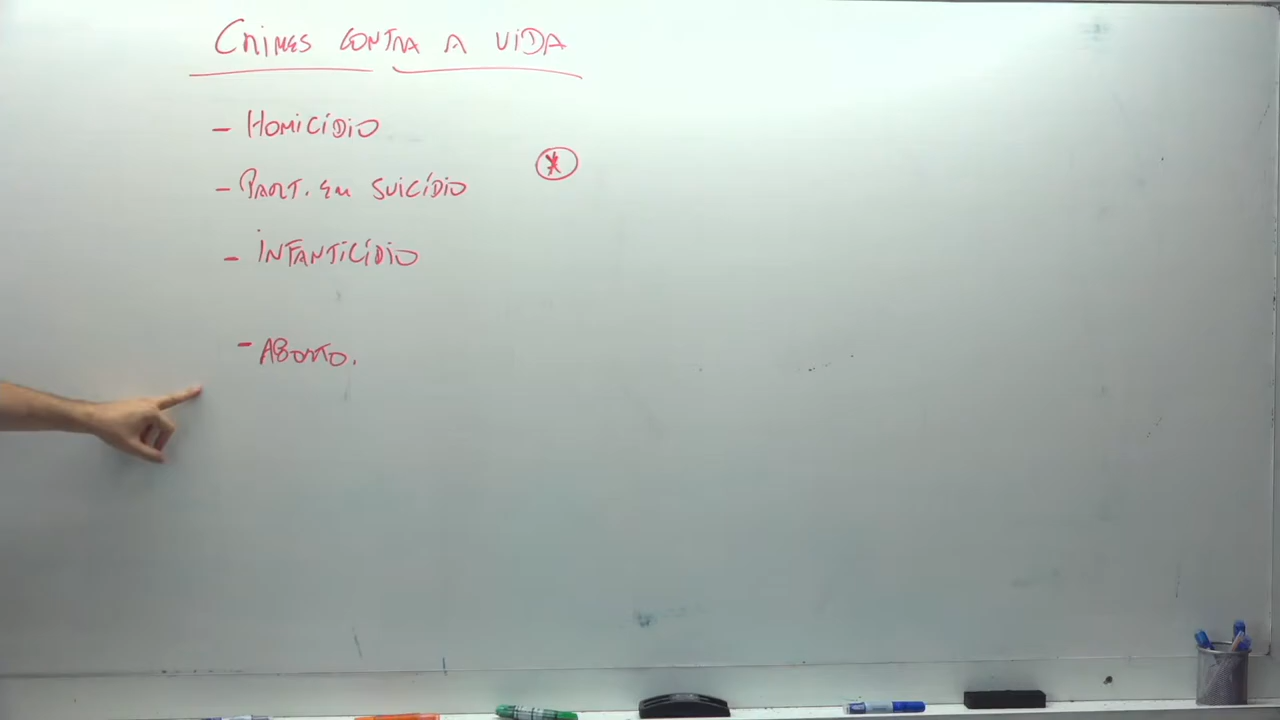 CRIMES CONTRA A VIDA
- HOMICÍDIO
*
- PART. EM SUICÍDIO
- INFANTICÍDIO
- ABORTO.